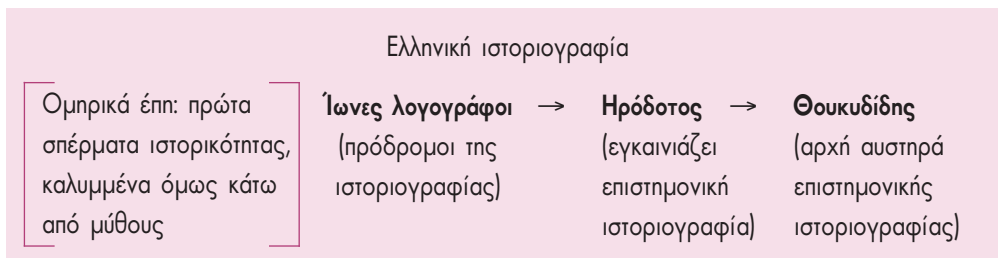 Ελληνική ιστοριογραφία
Ομηρικά έπη: πρώτα
σπέρματα ιστορικότητας,
καλυμμένα όμως κάτω
από μύθους
Ίωνες λογογράφοι →
(πρόδρομοι της
ιστοριογραφίας)
Ηρόδοτος →
(εγκαινιάζει
επιστημονική
ιστοριογραφία)
Θουκυδίδης
(αρχή αυστηρά
επιστημονικής
ιστοριογραφίας)